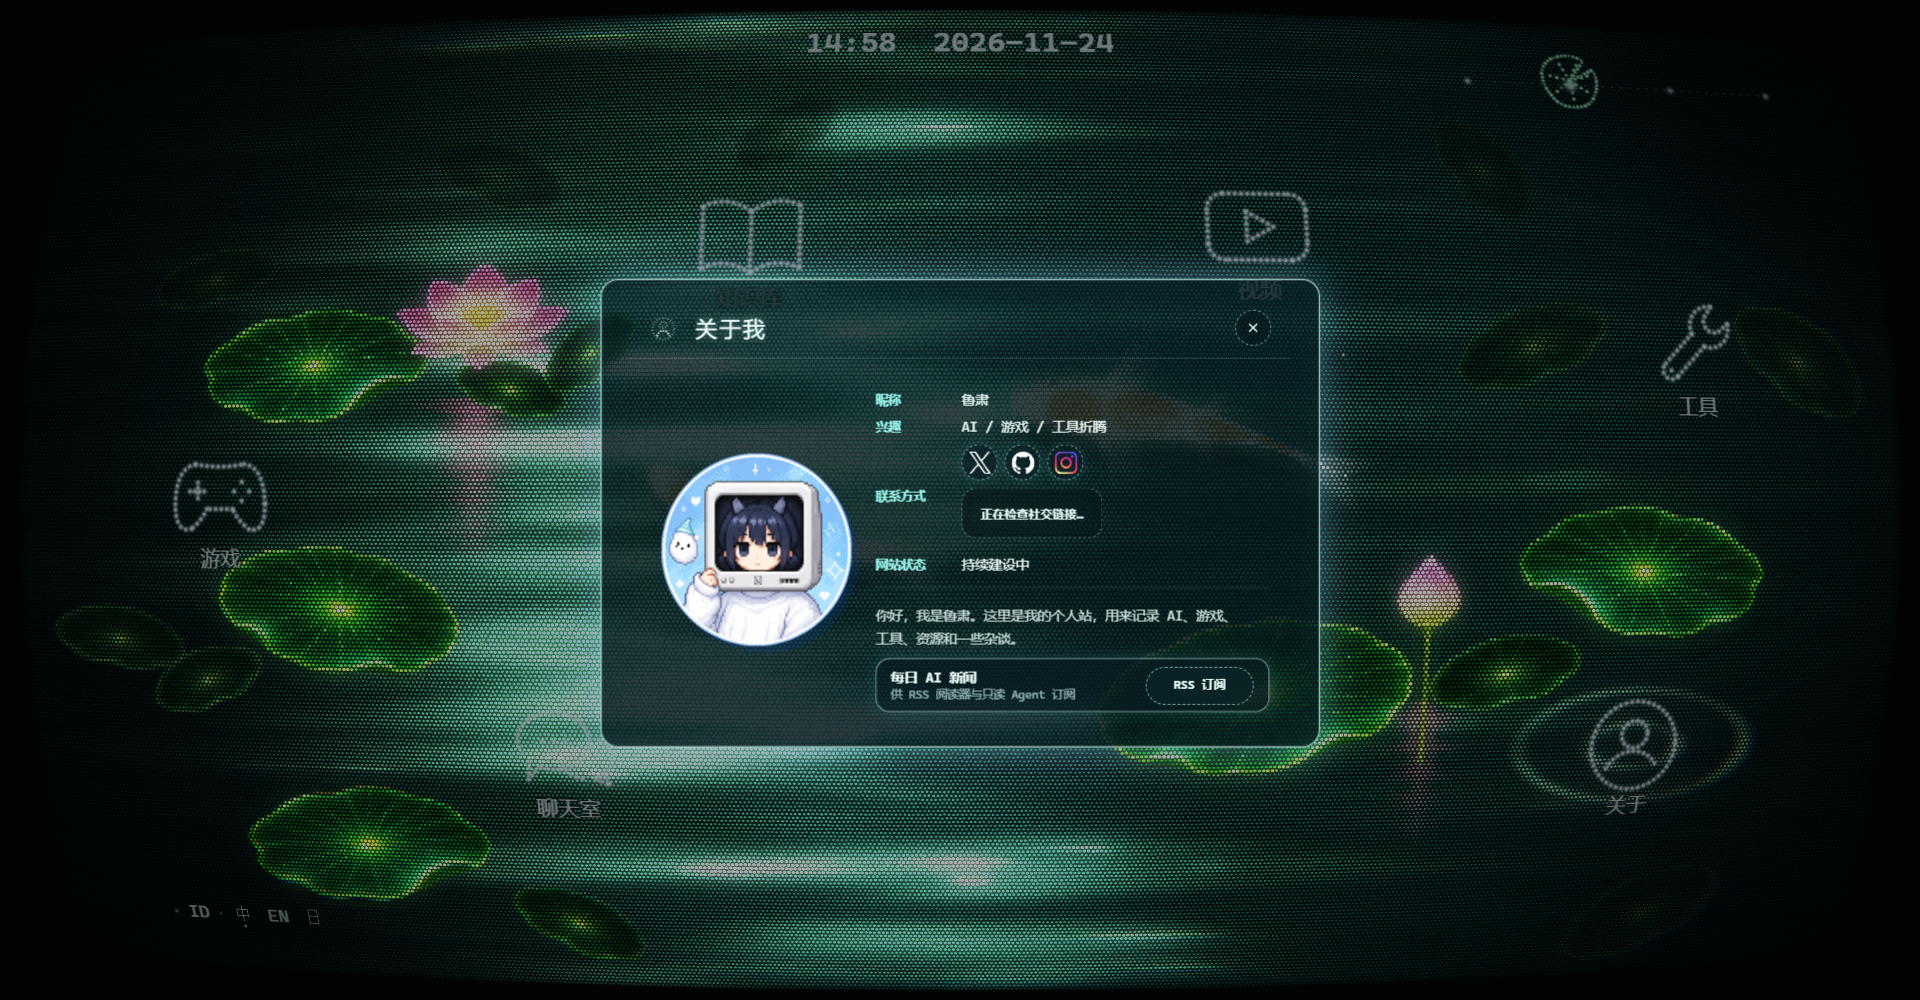 14:58 2026-11-24
知识库
视频
关于我
×
昵称 鲁肃
兴趣 AI / 游戏 / 工具折腾
联系方式
正在检查社交链接…
网站状态 持续建设中
你好，我是鲁肃。这里是我的个人站，用来记录 AI、游戏、
工具、资源和一些杂谈。
每日 AI 新闻
供 RSS 阅读器与只读 Agent 订阅
RSS 订阅
工具
游戏
聊天室
关于
ID · 中 EN 日